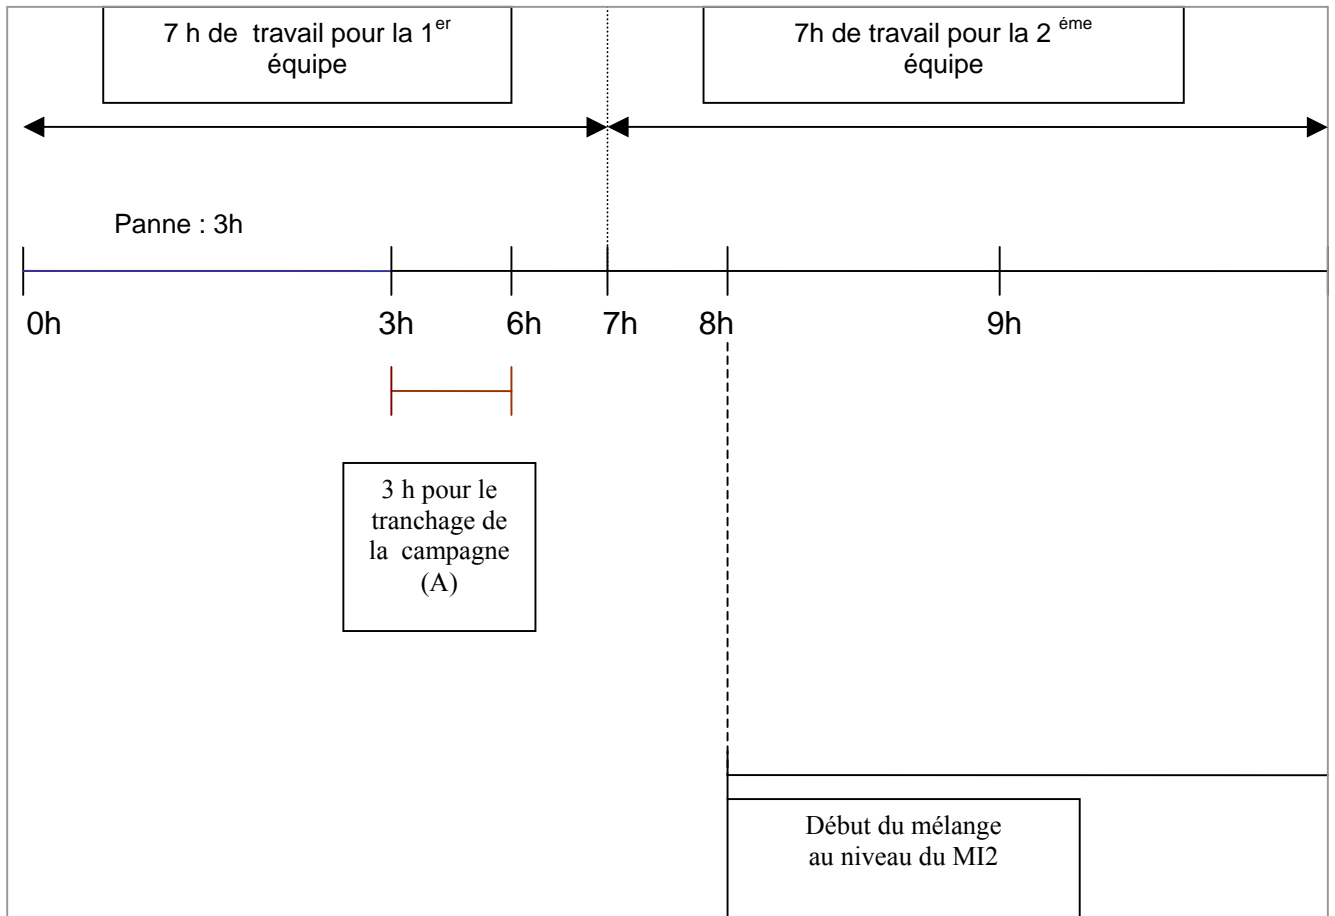 7 h de travail pour la 1er
équipe
7h de travail pour la 2 éme
équipe
Panne : 3h
0h
3h
6h
7h
8h
9h
3 h pour le
tranchage de
la campagne
(A)
Début du mélange
au niveau du MI2